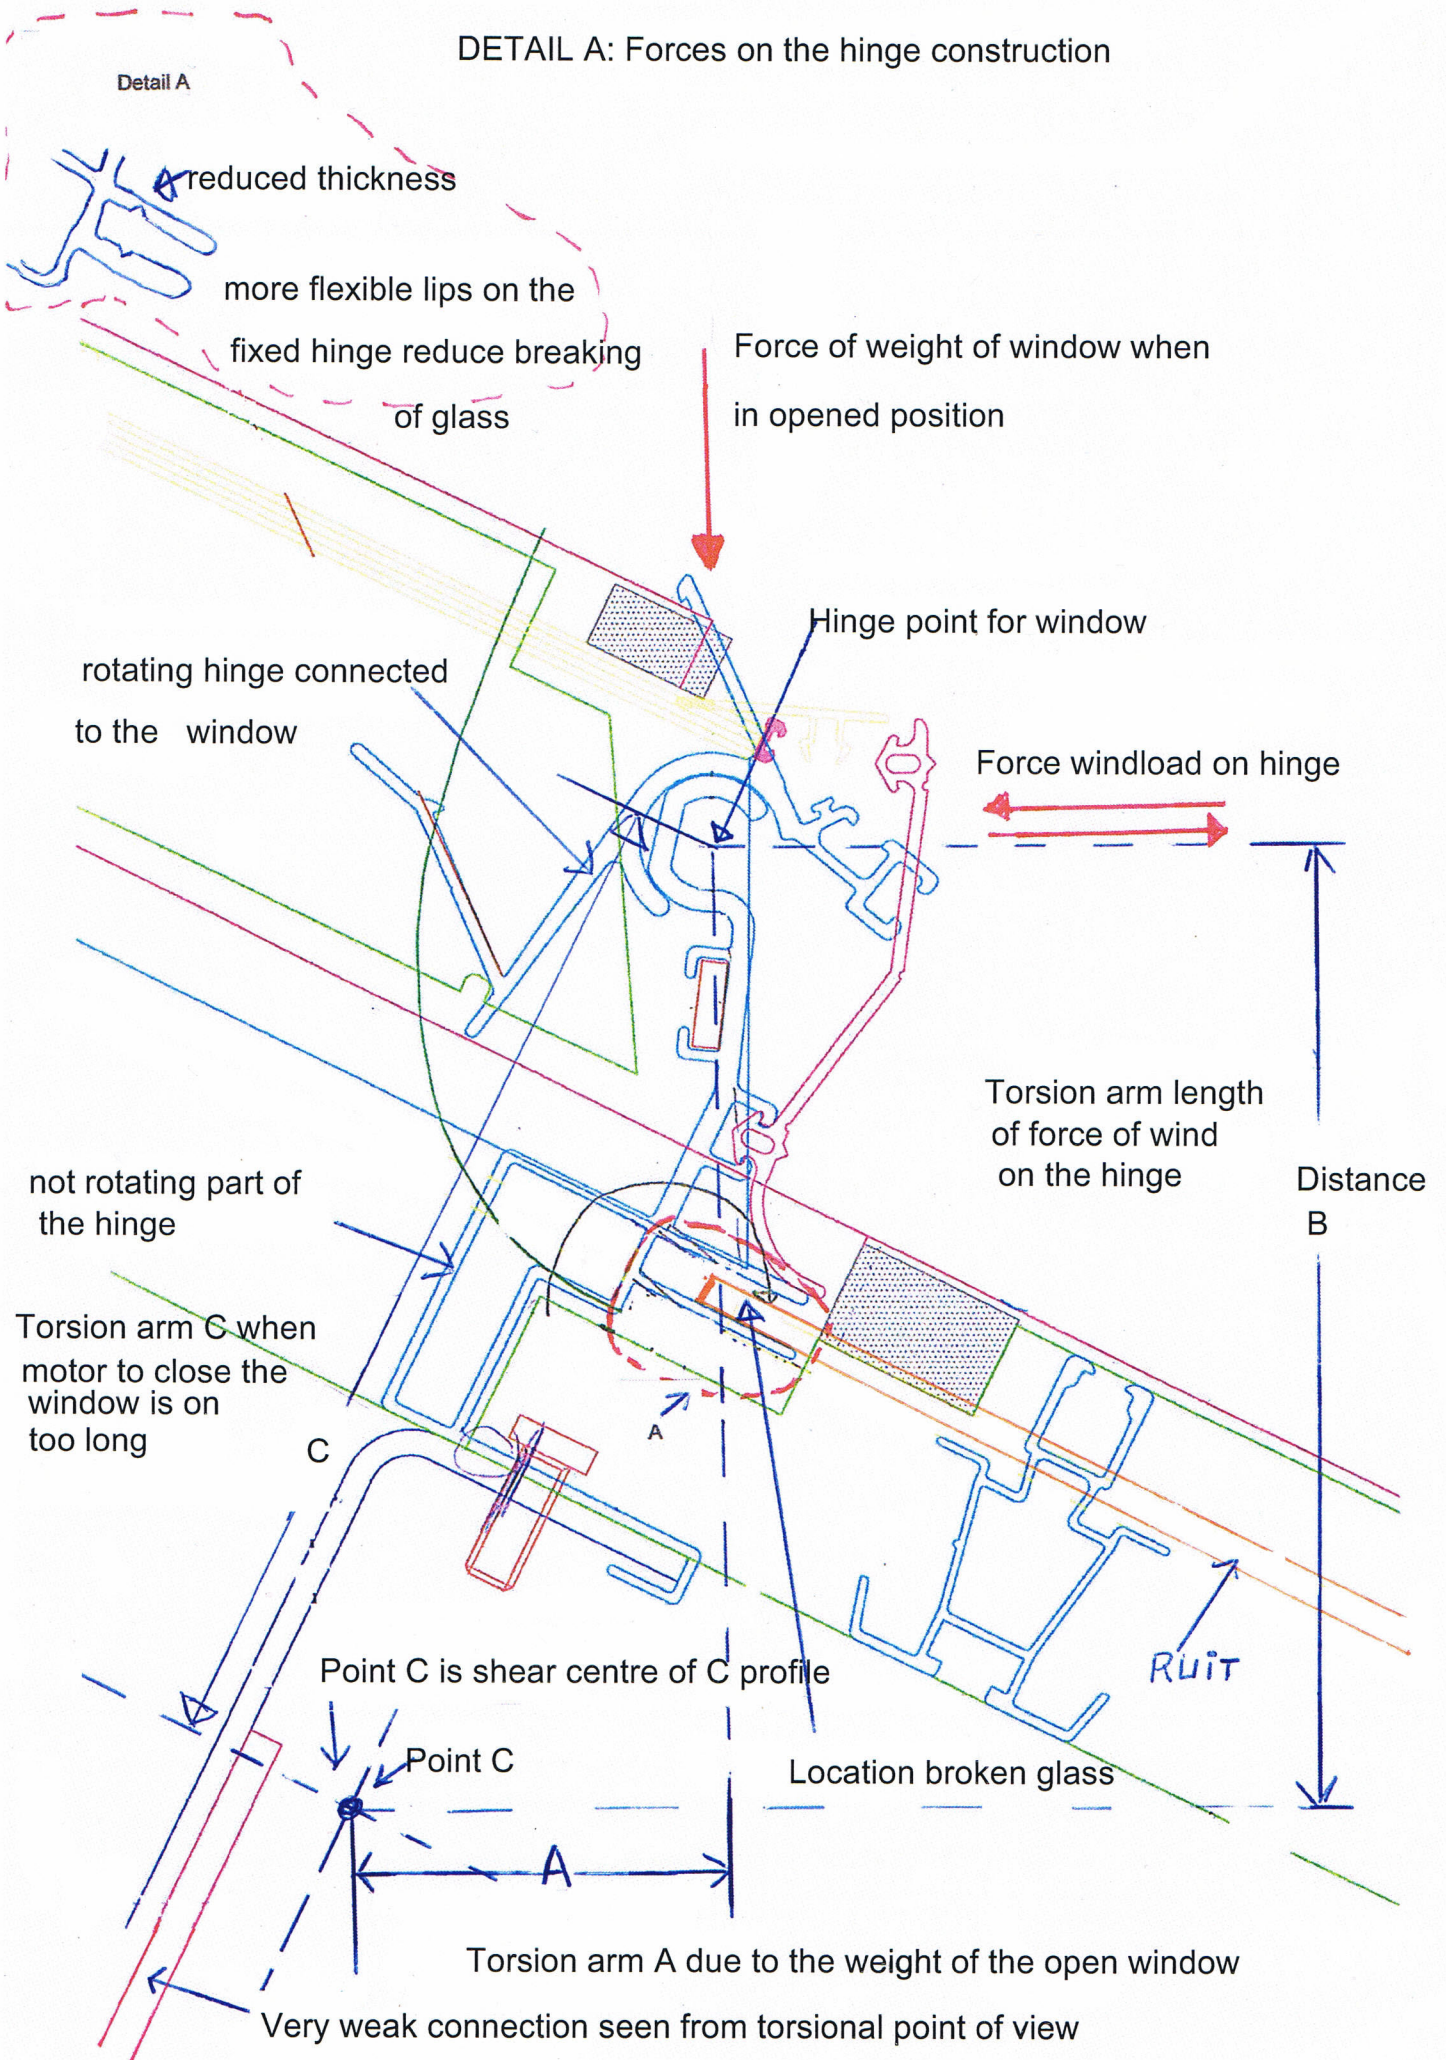 DETAIL A: Forces on the hinge construction
Detail A
reduced thickness
more flexible lips on the
fixed hinge reduce breaking
of glass
Force of weight of window when
in opened position
Hinge point for window
rotating hinge connected
to the window
Force windload on hinge
Torsion arm length
of force of wind
on the hinge
Distance
B
not rotating part of
the hinge
Torsion arm C when
motor to close the
window is on
too long
C
A
RUiT
Point C is shear centre of C profile
Point C
Location broken glass
A
Torsion arm A due to the weight of the open window
Very weak connection seen from torsional point of view